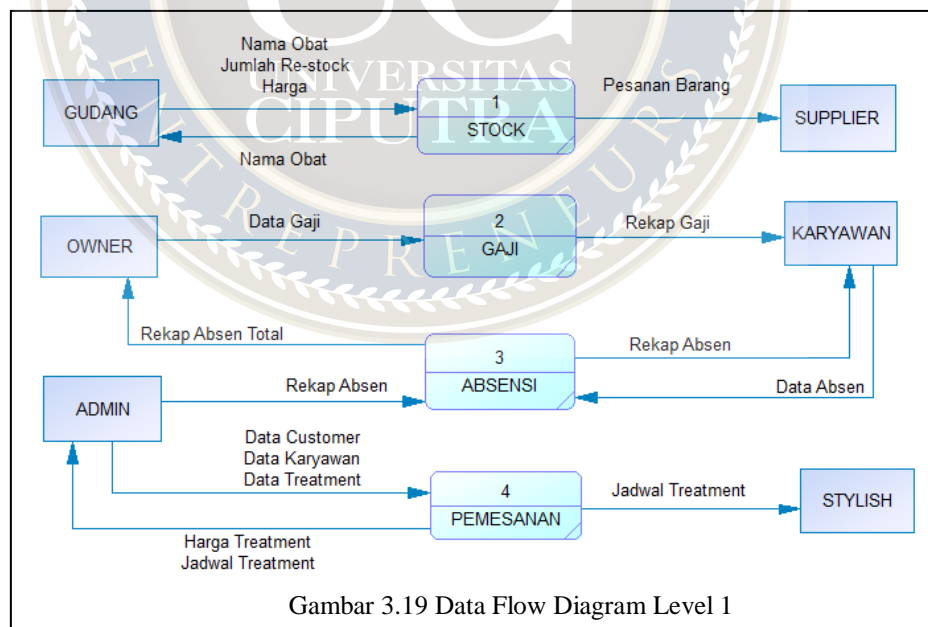 UNIVERSITAS
CIPUTRA
ENTREPRENEURS
Nama Obat
Jumlah Re-stock
Harga
GUDANG
1
STOCK
Pesanan Barang
SUPPLIER
Nama Obat
OWNER
Data Gaji
2
GAJI
Rekap Gaji
KARYAWAN
Rekap Absen Total
3
ABSENSI
Rekap Absen
Data Absen
ADMIN
Rekap Absen
Data Customer
Data Karyawan
Data Treatment
4
PEMESANAN
Jadwal Treatment
STYLISH
Harga Treatment
Jadwal Treatment
Gambar 3.19 Data Flow Diagram Level 1